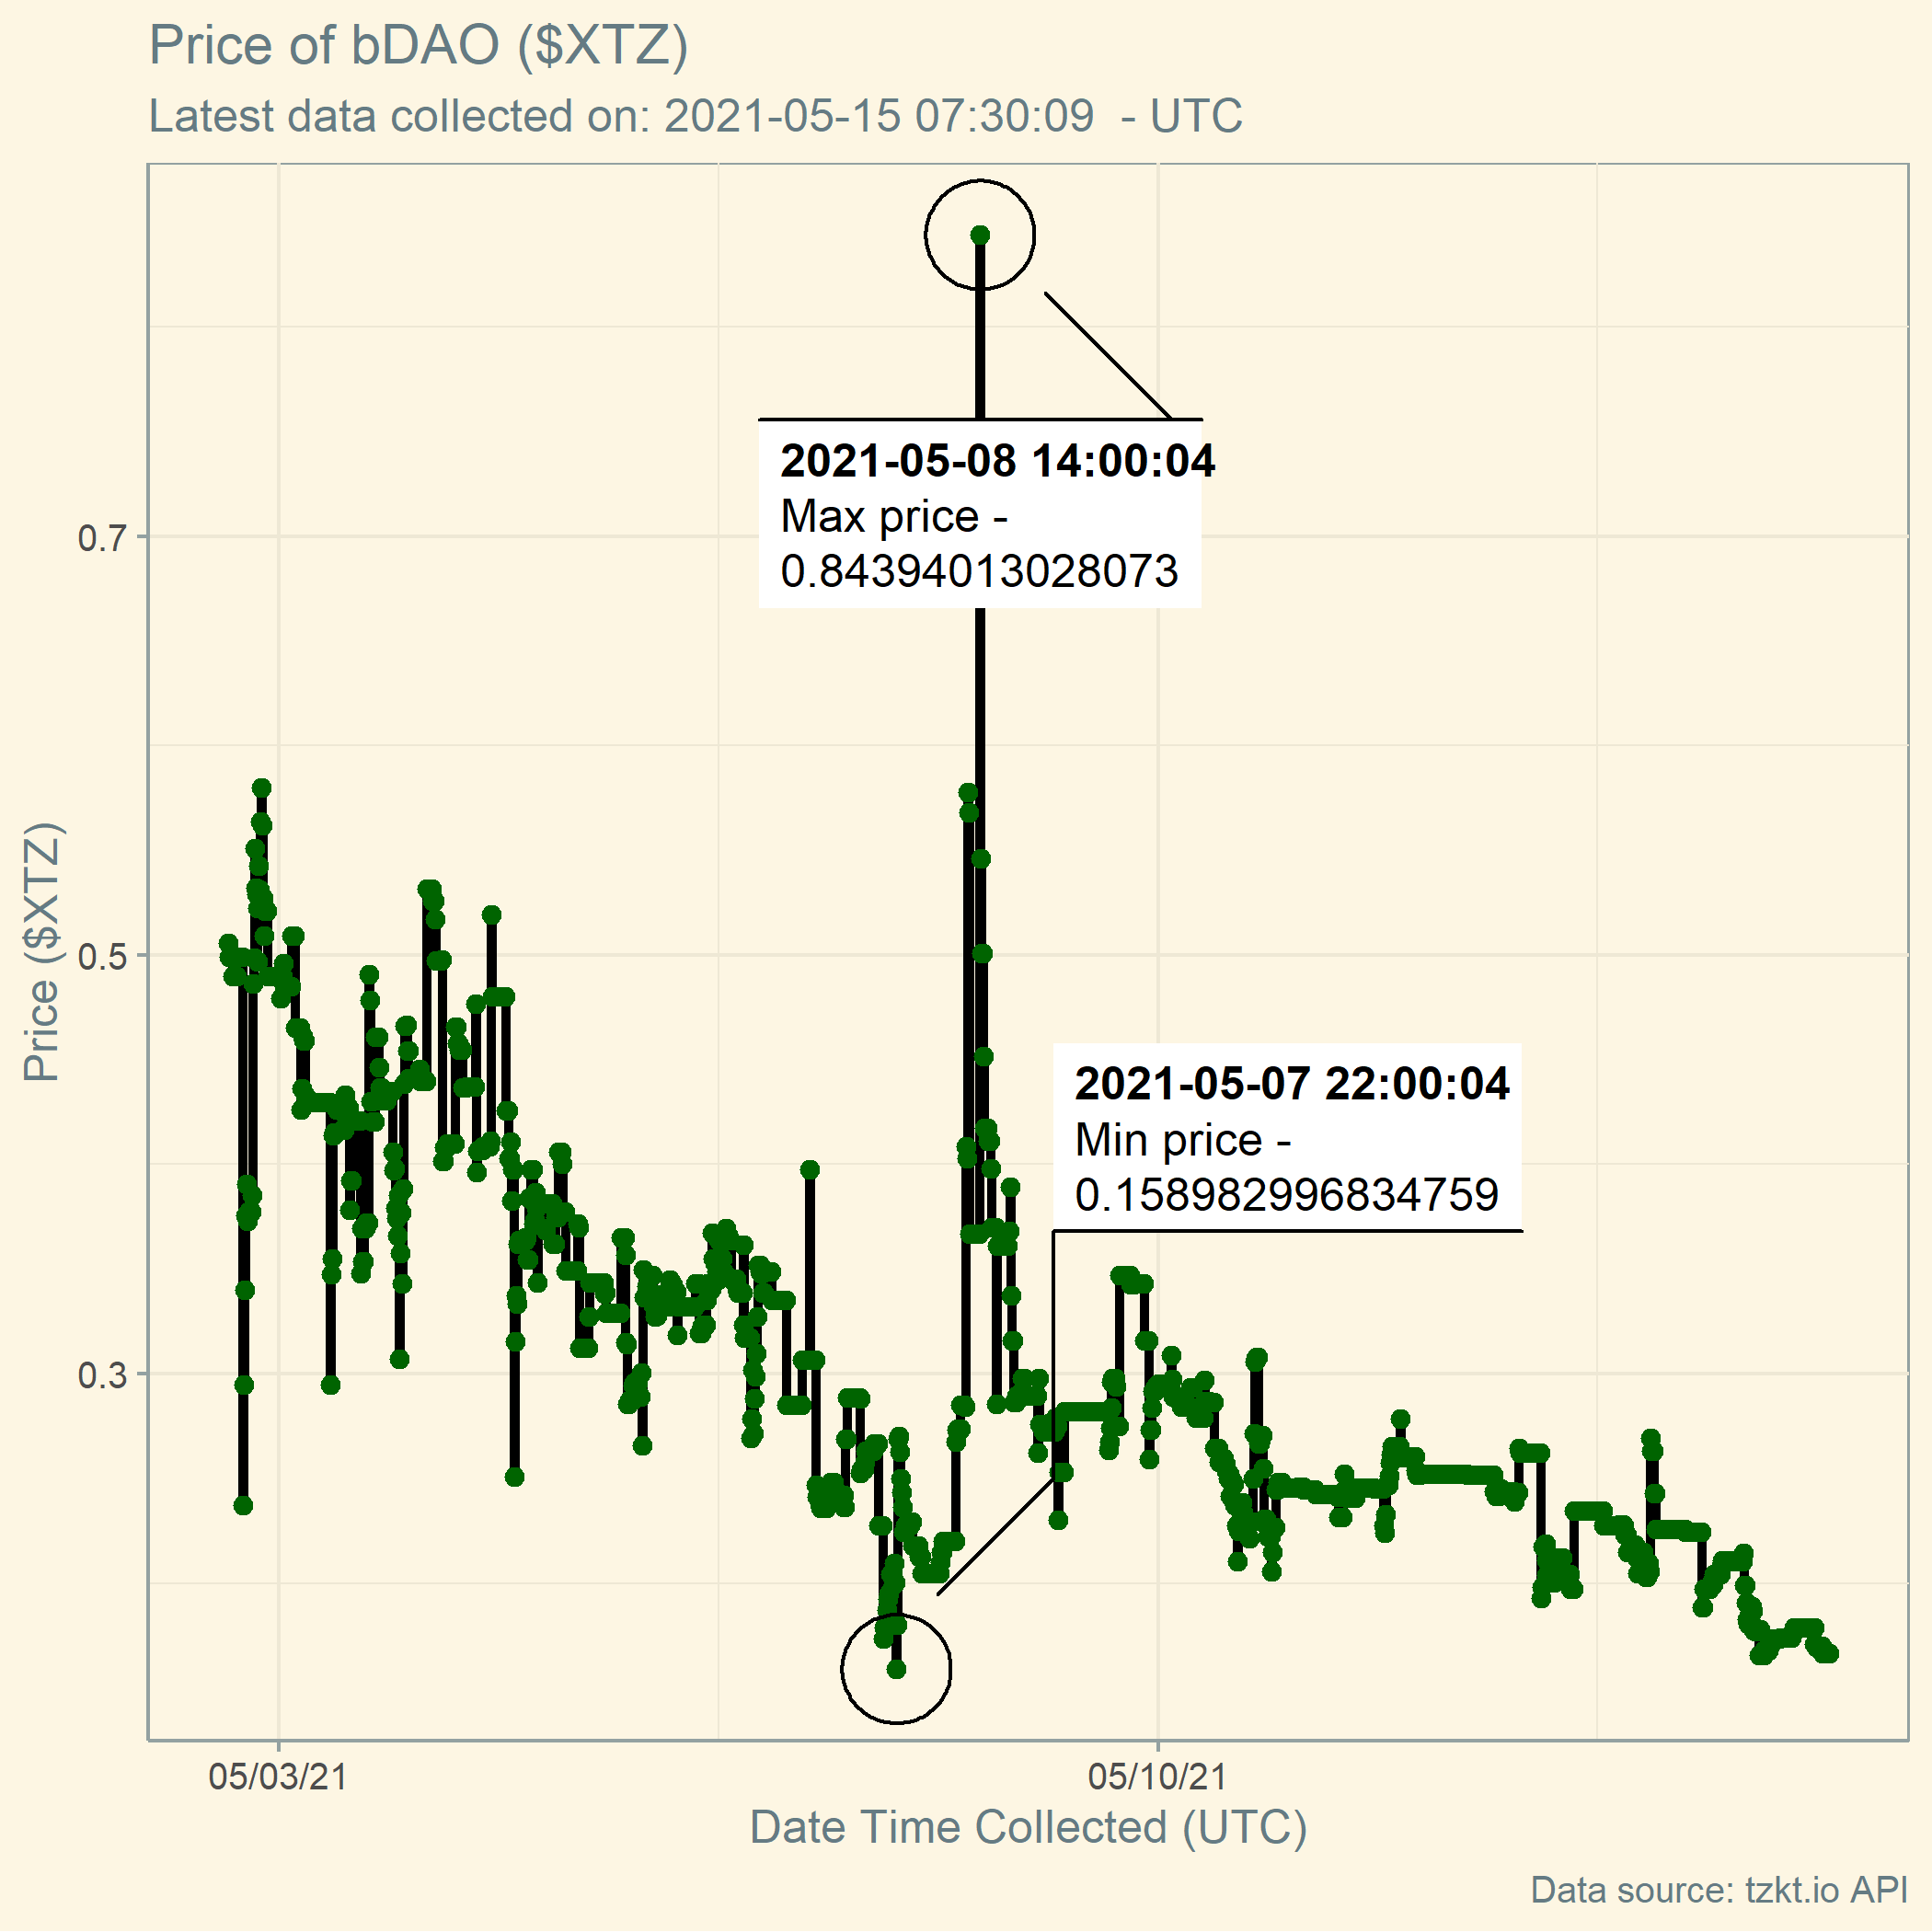 Price of bDAO ($XTZ)
Latest data collected on: 2021-05-15 07:30:09  - UTC
2021-05-08 14:00:04
Max price -
0.84394013028073
2021-05-07 22:00:04
Min price -
0.158982996834759
Price ($XTZ)
0.7
0.5
0.3
05/03/21
05/10/21
Date Time Collected (UTC)
Data source: tzkt.io API